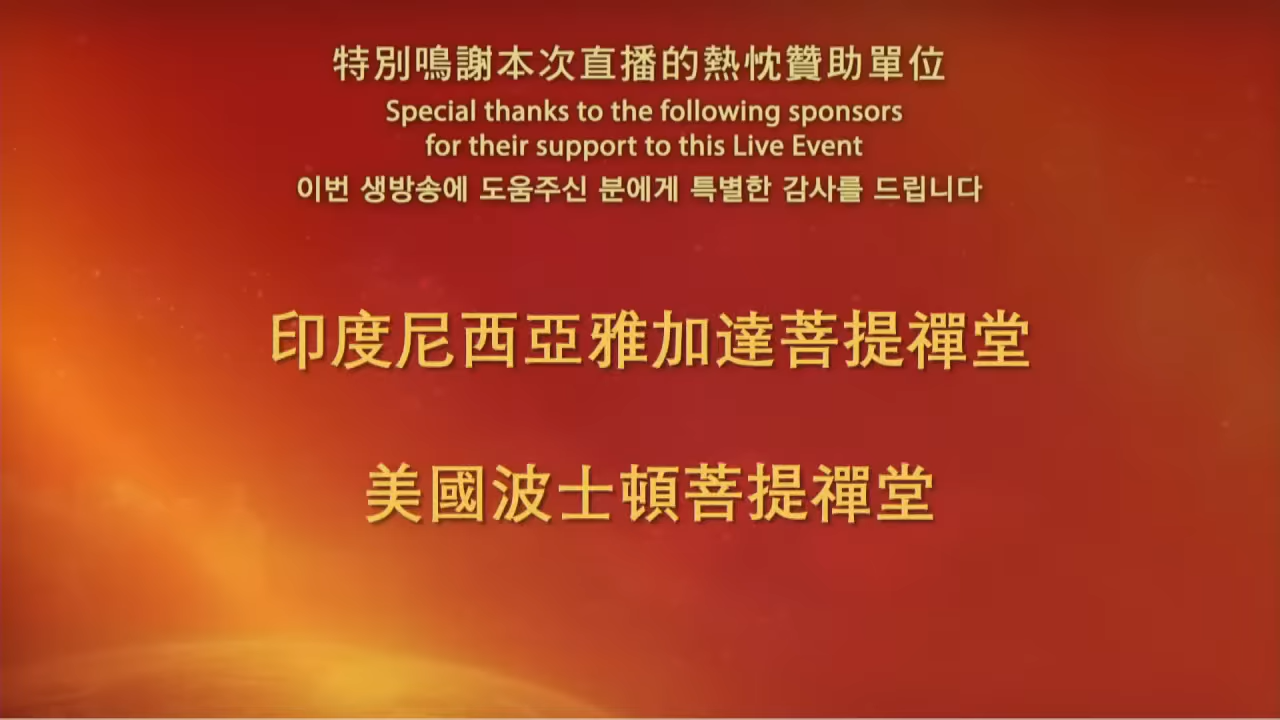 特別鳴謝本次直播的熱忱贊助單位
Special thanks to the following sponsors
for their support to this Live Event
이번 생방송에 도움주신 분에게 특별한 감사를 드립니다
印度尼西亞雅加達菩提禪堂
美國波士頓菩提禪堂